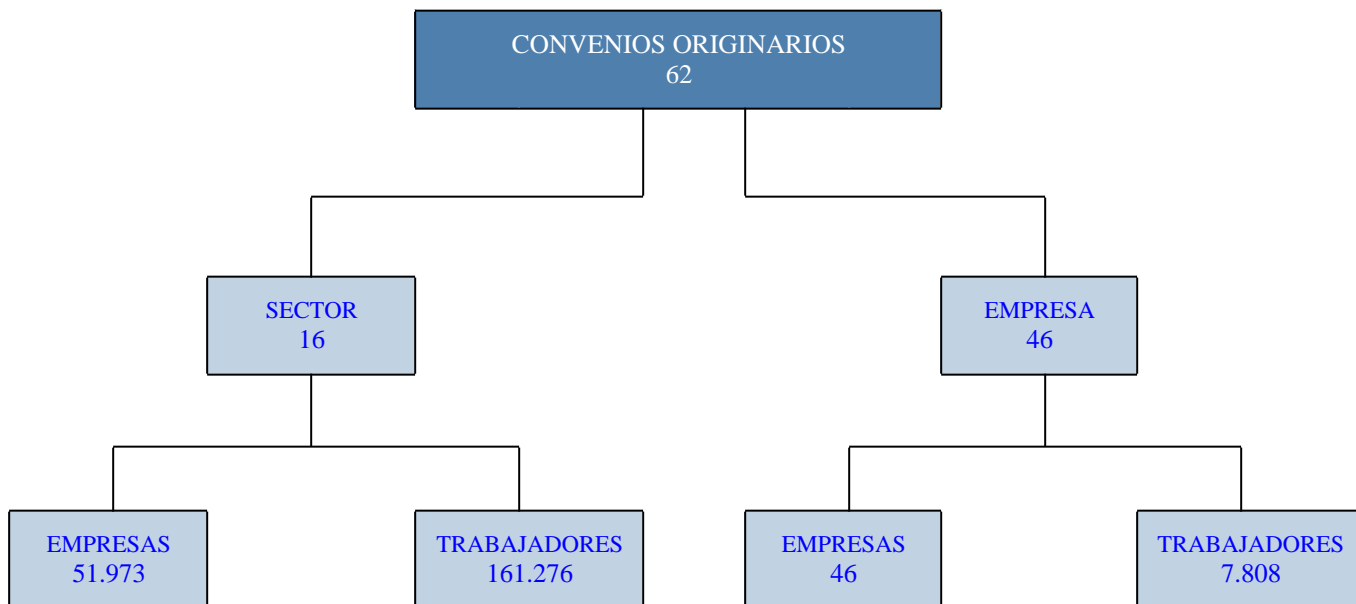 CONVENIOS ORIGINARIOS
62
SECTOR
16
EMPRESA
46
EMPRESAS
51.973
TRABAJADORES
161.276
EMPRESAS
46
TRABAJADORES
7.808